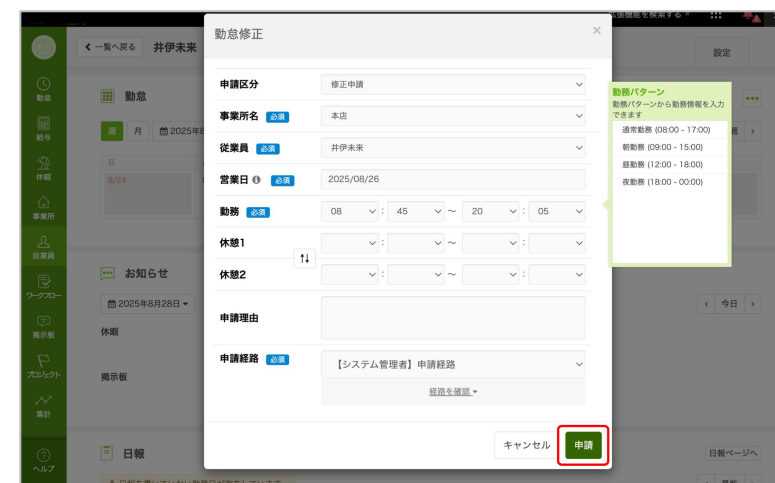 張機能を検索する
一覧へ戻る 井伊未来
設定
勤怠
給与
休暇
事業所
従業員
ワークフロー
掲示板
プロジェクト
集計
ヘルプ
勤怠
週 月 2025年8
日
8/24
お知らせ
2025年8月28日
今日
休暇
掲示板
日報
日報ページへ
勤怠修正 ×
申請区分 修正申請
事業所名 必須 本店
従業員 必須 井伊未来
営業日 必須 2025/08/26
勤務 必須 08 : 45 ～ 20 : 05
休憩1 : ～ :
休憩2 : ～ :
申請理由
申請経路 必須 【システム管理者】申請経路
経路を確認
キャンセル 申請
勤務パターン
勤務パターンから勤務情報を入力
できます
通常勤務 (08:00 - 17:00)
朝勤務 (09:00 - 15:00)
昼勤務 (12:00 - 18:00)
夜勤務 (18:00 - 00:00)